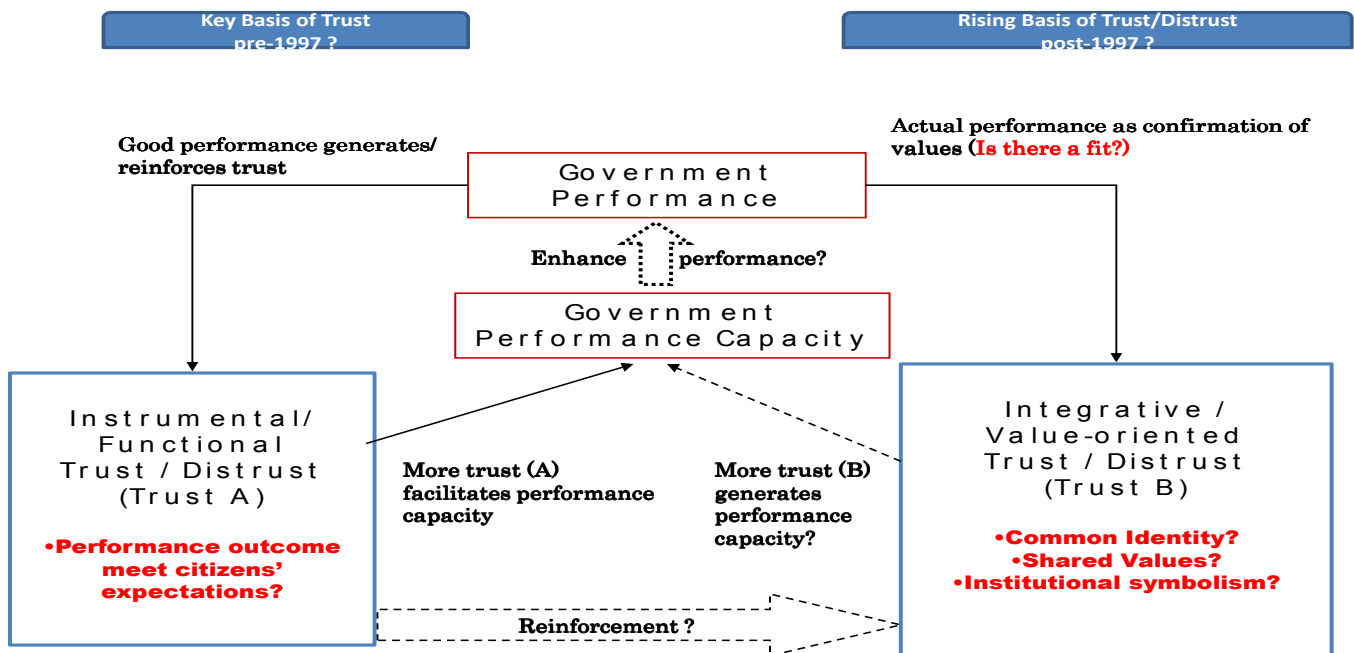 Key Basis of Trust
pre-1997 ?
Rising Basis of Trust/Distrust
post-1997 ?
Good performance generates/
reinforces trust
Actual performance as confirmation of
values (Is there a fit?)
Government
Performance
Enhance performance?
Government
Performance Capacity
Instrumental/
Functional
Trust / Distrust
(Trust A)
•Performance outcome
meet citizens’
expectations?
More trust (A)
facilitates performance
capacity
More trust (B)
generates
performance
capacity?
Integrative /
Value-oriented
Trust / Distrust
(Trust B)
•Common Identity?
•Shared Values?
•Institutional symbolism?
Reinforcement ?